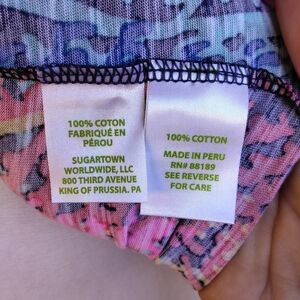 100% COTON
FABRIQUÉ EN
PÉROU
SUGARTOWN
WORLDWIDE, LLC
800 THIRD AVENUE
KING OF PRUSSIA. PA
100% COTTON
MADE IN PERU
RN# 88189
SEE REVERSE
FOR CARE